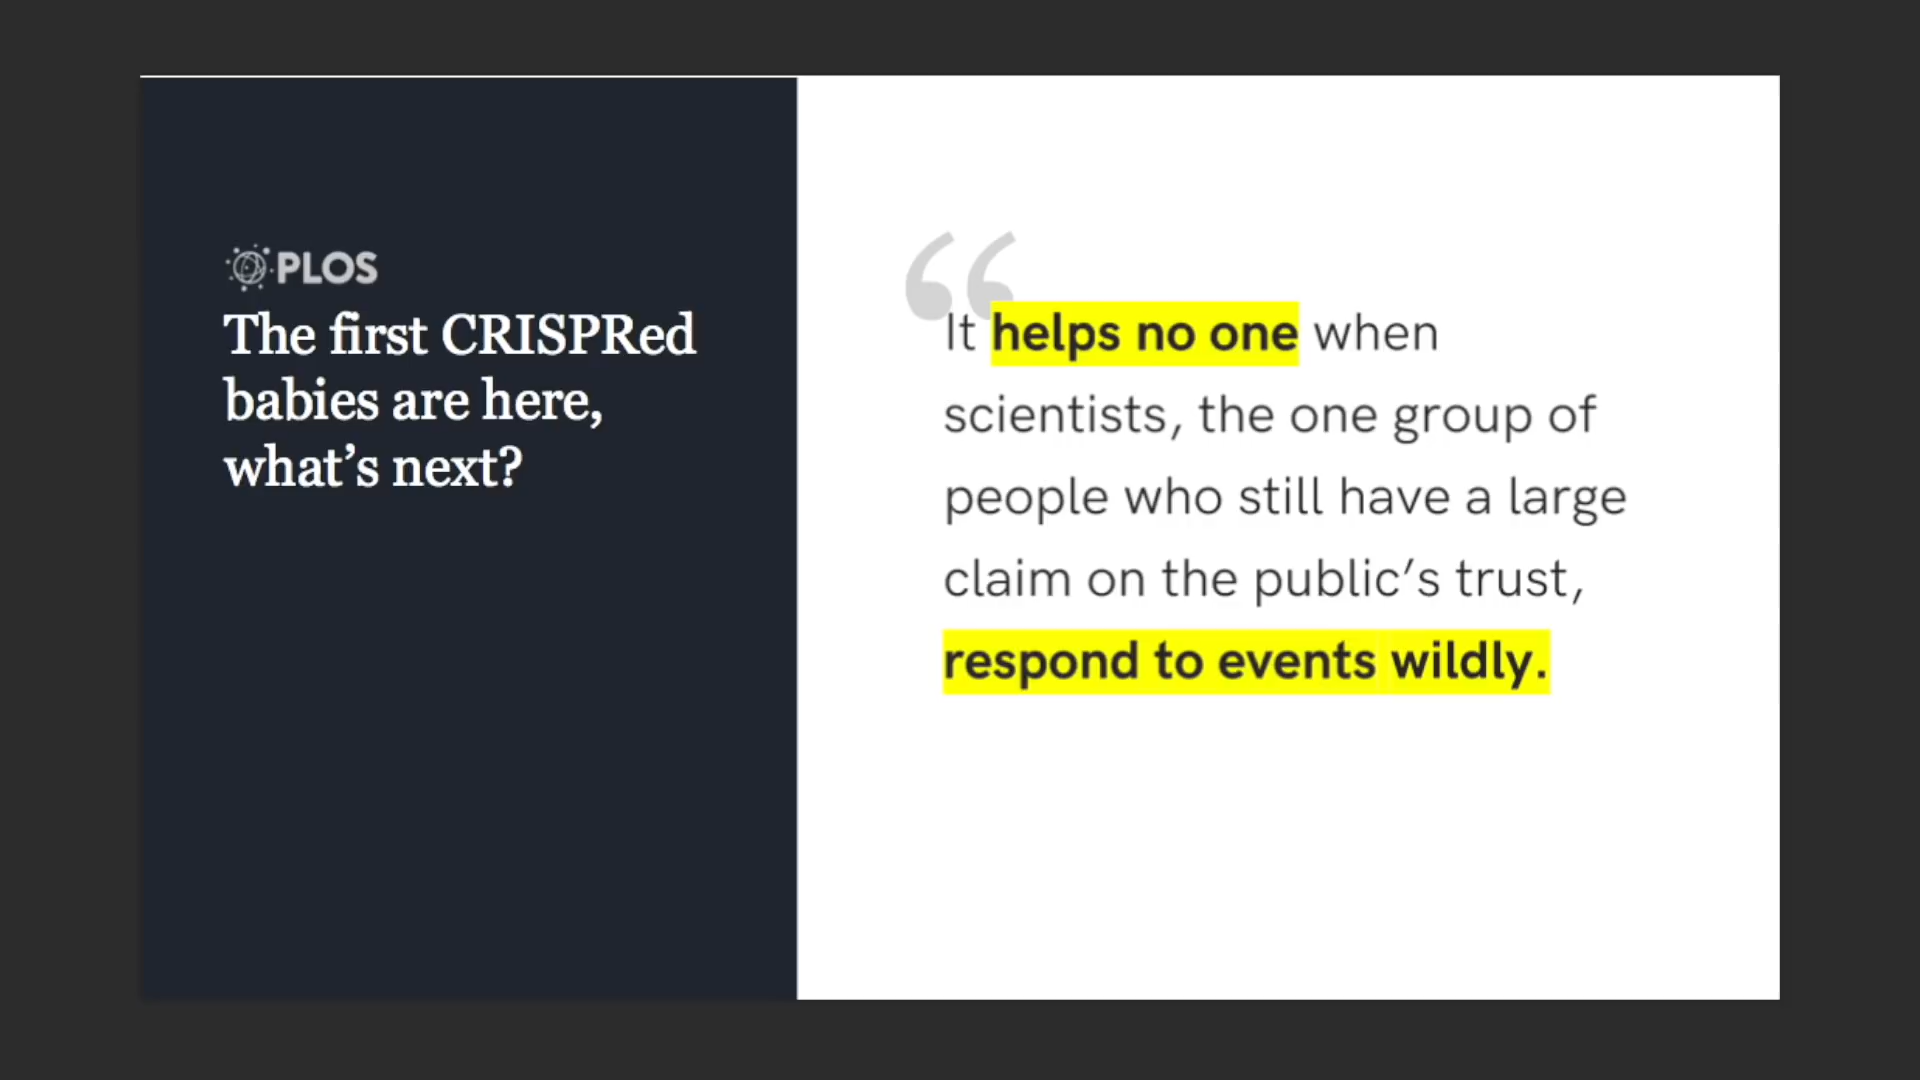 PLOS
The first CRISPRed
babies are here,
what’s next?
“
It helps no one when
scientists, the one group of
people who still have a large
claim on the public’s trust,
respond to events wildly.